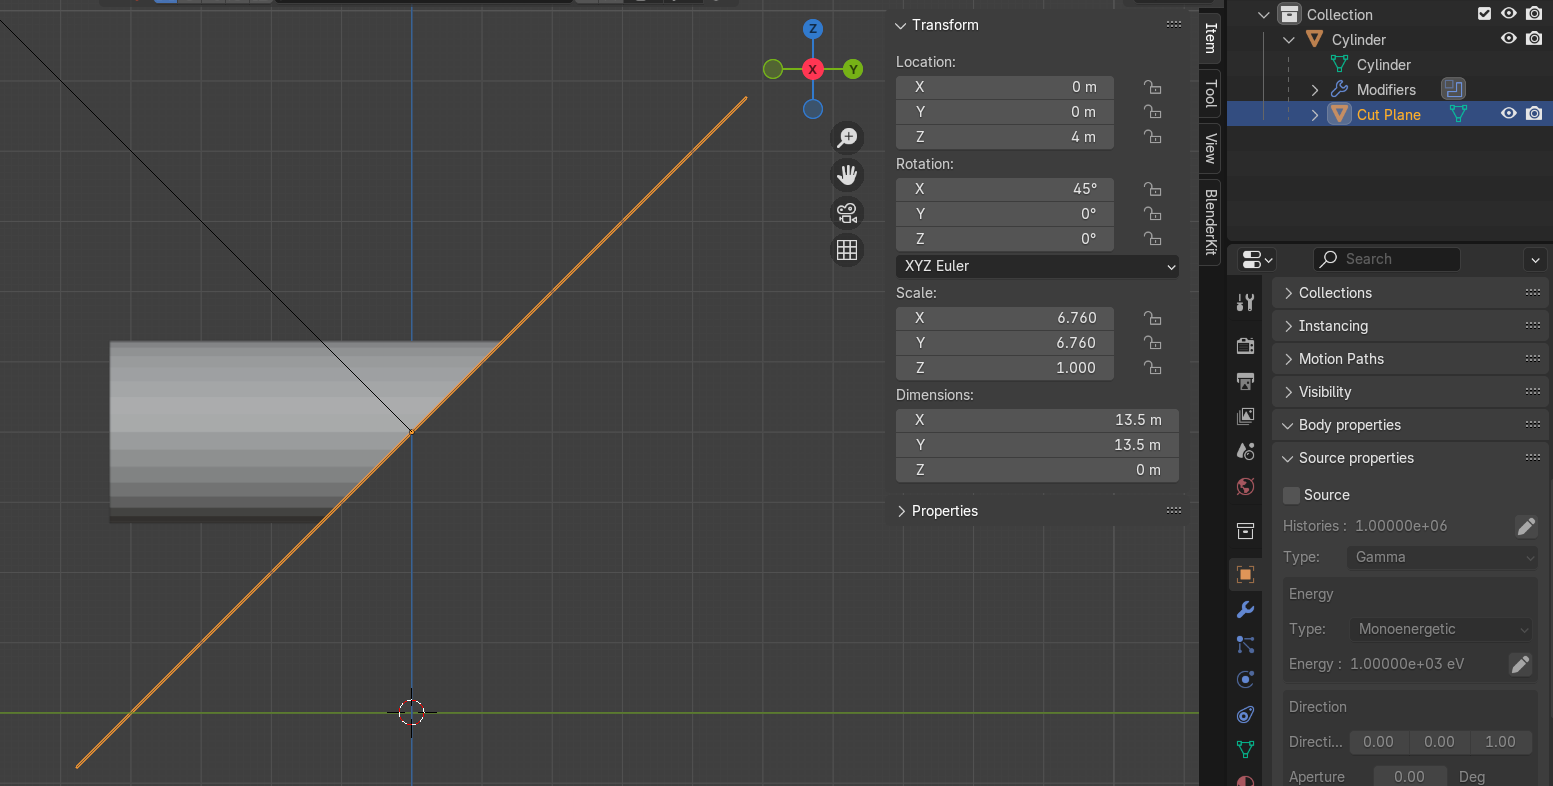 Z
X
Y
Transform
Location:
X 0 m
Y 0 m
Z 4 m
Rotation:
X 45°
Y 0°
Z 0°
XYZ Euler
Scale:
X 6.760
Y 6.760
Z 1.000
Dimensions:
X 13.5 m
Y 13.5 m
Z 0 m
Properties
Item
Tool
View
BlenderKit
Collection
Cylinder
Cylinder
Modifiers
Cut Plane
Search
Collections
Instancing
Motion Paths
Visibility
Body properties
Source properties
Source
Histories : 1.00000e+06
Type: Gamma
Energy
Type: Monoenergetic
Energy : 1.00000e+03 eV
Direction
Directi... 0.00 0.00 1.00
Aperture 0.00 Deg